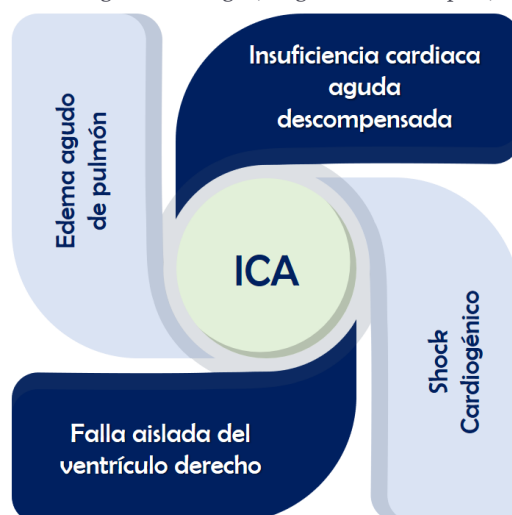 Insuficiencia cardiaca
aguda
descompensada
Edema agudo
de pulmón
ICA
Shock
Cardiogénico
Falla aislada del
ventrículo derecho